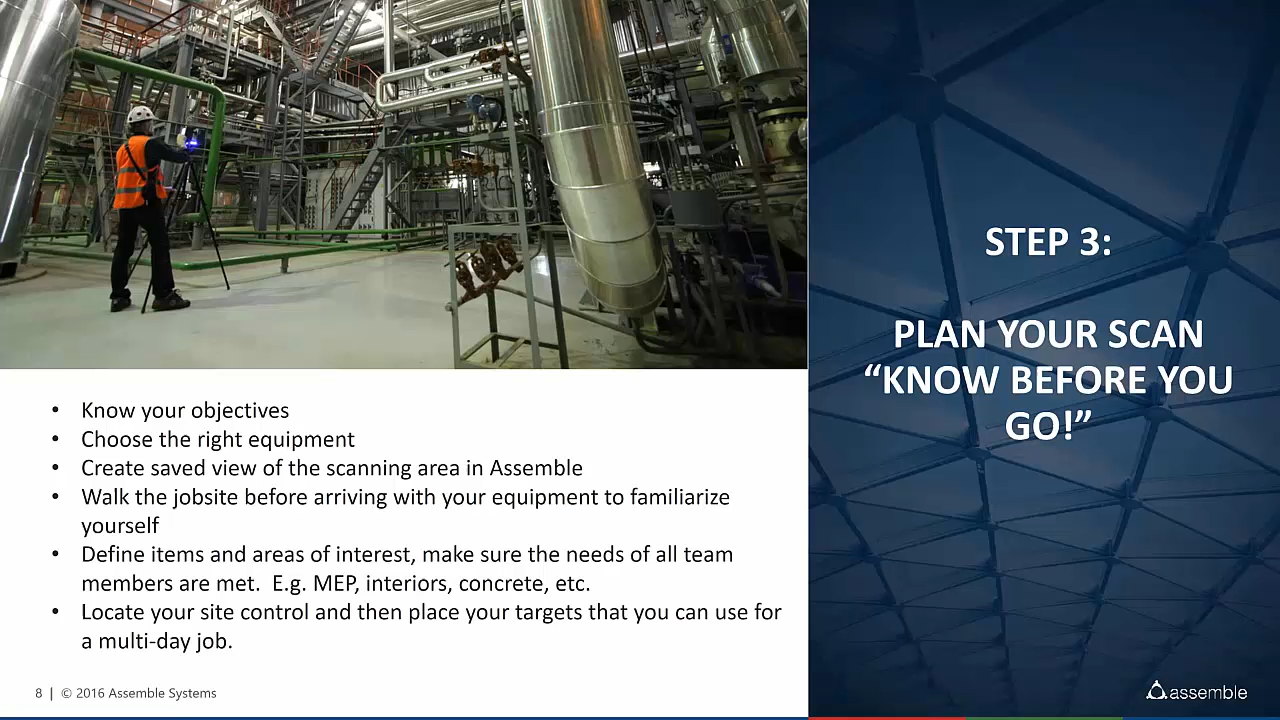 STEP 3:
PLAN YOUR SCAN
“KNOW BEFORE YOU
GO!”
• Know your objectives
• Choose the right equipment
• Create saved view of the scanning area in Assemble
• Walk the jobsite before arriving with your equipment to familiarize
yourself
• Define items and areas of interest, make sure the needs of all team
members are met.  E.g. MEP, interiors, concrete, etc.
• Locate your site control and then place your targets that you can use for
a multi-day job.
8 | © 2016 Assemble Systems
assemble